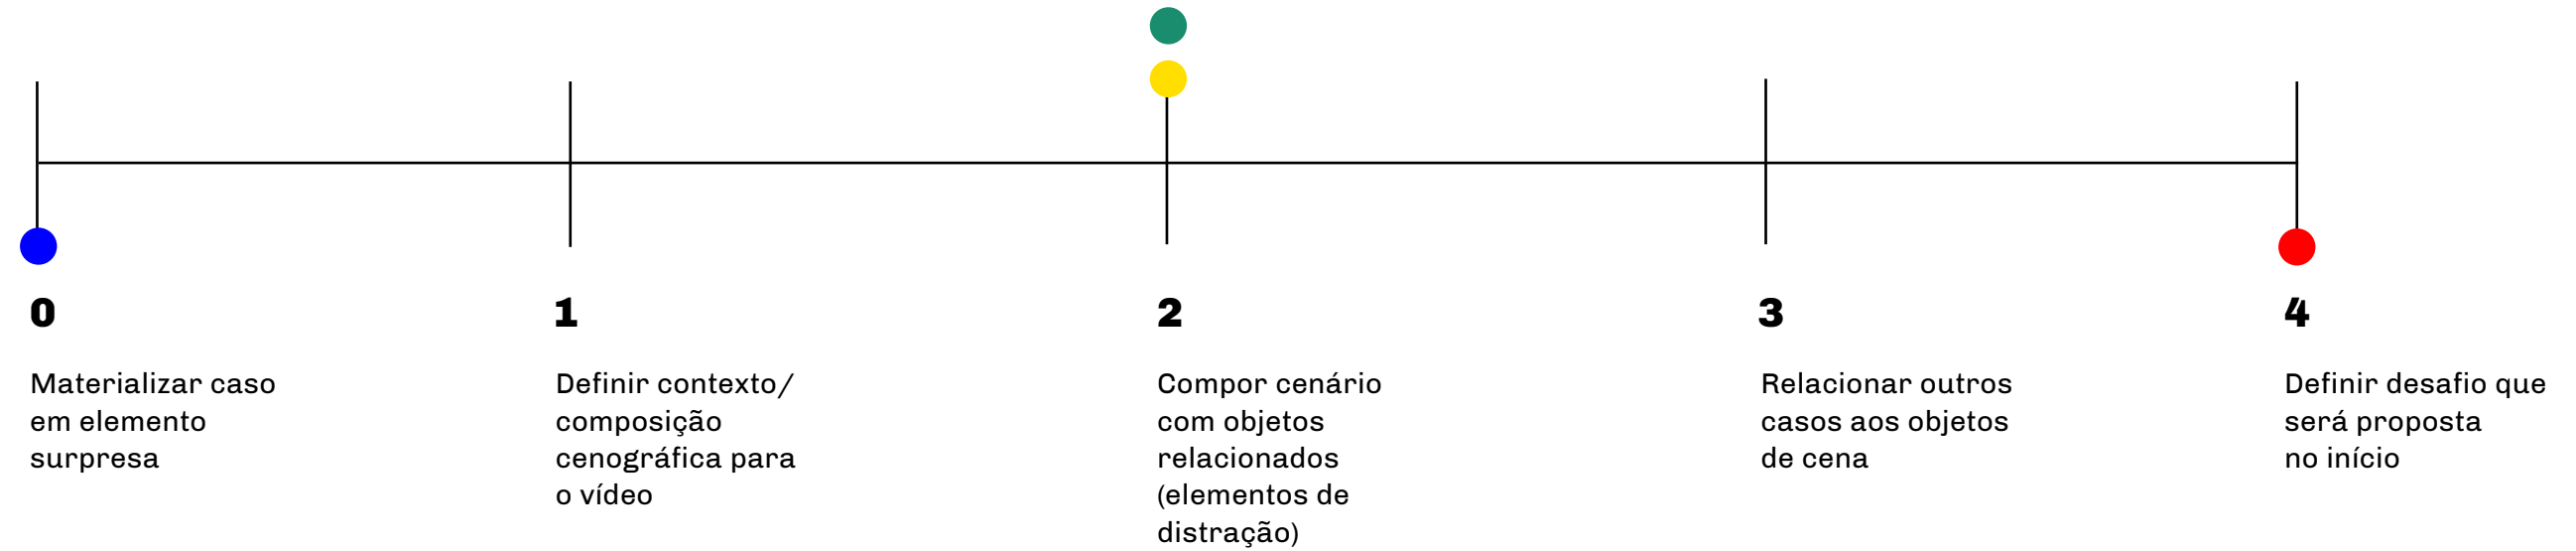 0
Materializar caso
em elemento
surpresa
1
Definir contexto/
composição
cenográfica para
o vídeo
2
Compor cenário
com objetos
relacionados
(elementos de
distração)
3
Relacionar outros
casos aos objetos
de cena
4
Definir desafio que
será proposta
no início